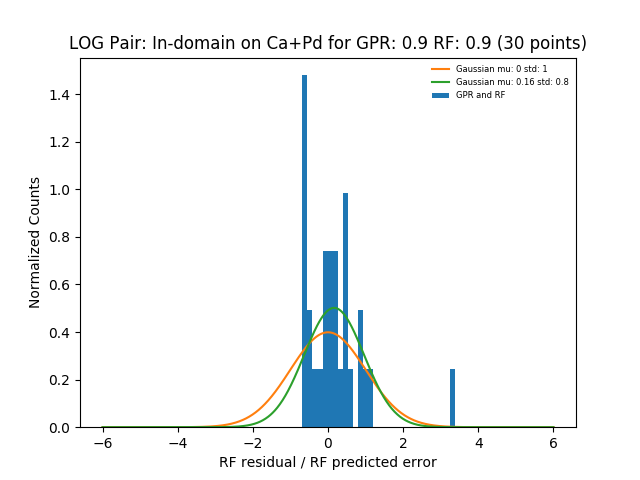 LOG Pair: In-domain on Ca+Pd for GPR: 0.9 RF: 0.9 (30 points)
Gaussian mu: 0 std: 1
Gaussian mu: 0.16 std: 0.8
GPR and RF
Normalized Counts
1.4
1.2
1.0
0.8
0.6
0.4
0.2
0.0
−6 −4 −2 0 2 4 6
RF residual / RF predicted error